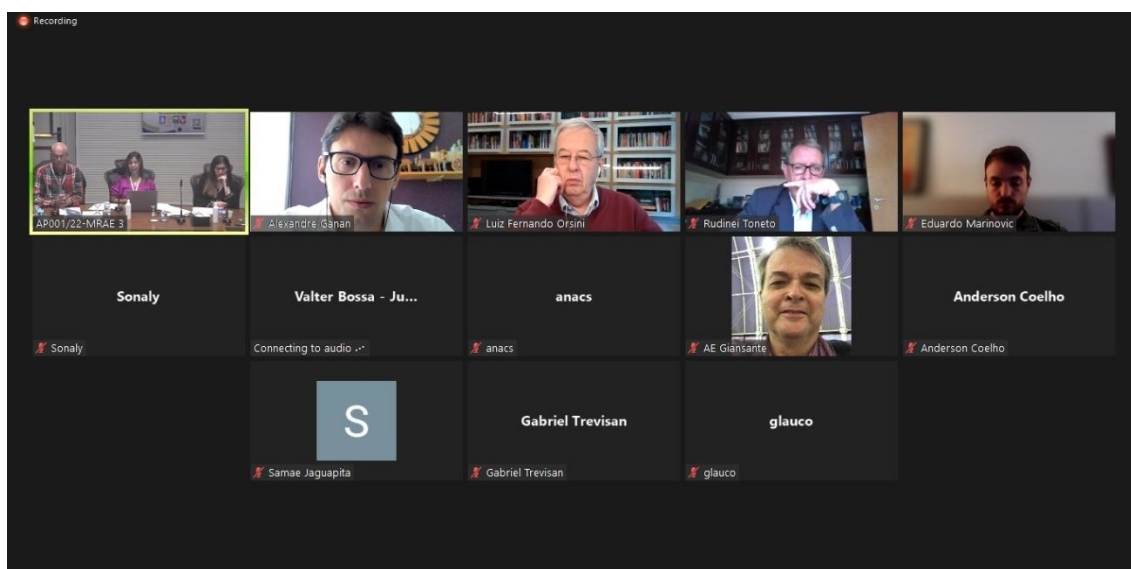 Recording
AP001/22-MRAE 3
Alexandre Ganan
Luiz Fernando Orsini
Rudinei Toneto
Eduardo Marinovic
Sonaly
Valter Bossa - Ju...
anacs
Anderson Coelho
Sonaly
Connecting to audio
anacs
AE Giansante
Anderson Coelho
S
Gabriel Trevisan
glauco
Samae Jaguapita
Gabriel Trevisan
glauco